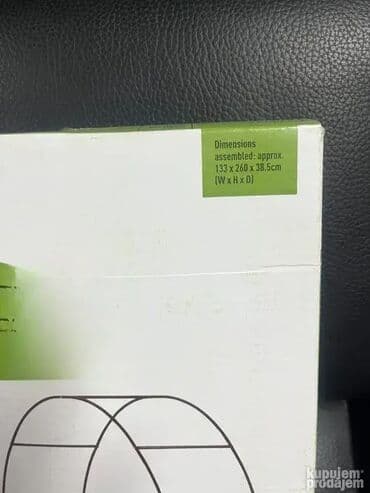 Dimensions
assembled: approx.
133 x 260 x 38.5cm
(W x H x D)
kupujem
prodajem